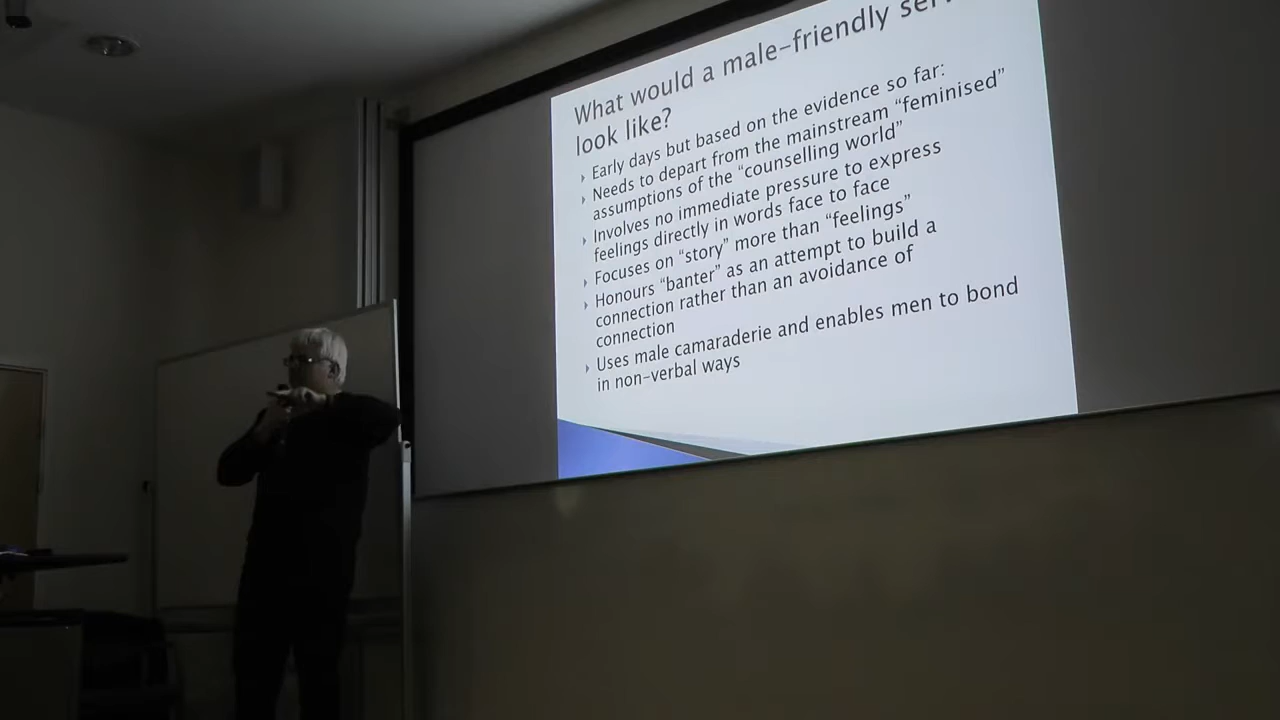 What would a male-friendly
look like?
Early days but based on the evidence so far:
Needs to depart from the mainstream “feminised”
assumptions of the “counselling world”
Involves no immediate pressure to express
feelings directly in words face to face
Focuses on “story” more than “feelings”
Honours “banter” as an attempt to build a
connection rather than an avoidance of
connection
Uses male camaraderie and enables men to bond
in non-verbal ways